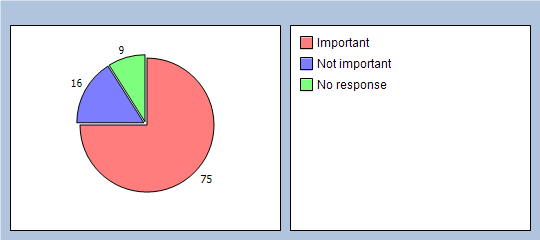 9
16
75
Important
Not important
No response